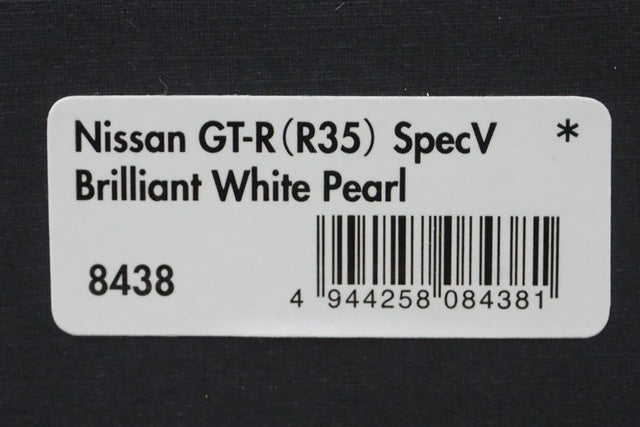 Nissan GT-R(R35) SpecV *
Brilliant White Pearl
8438
4 944258 084381